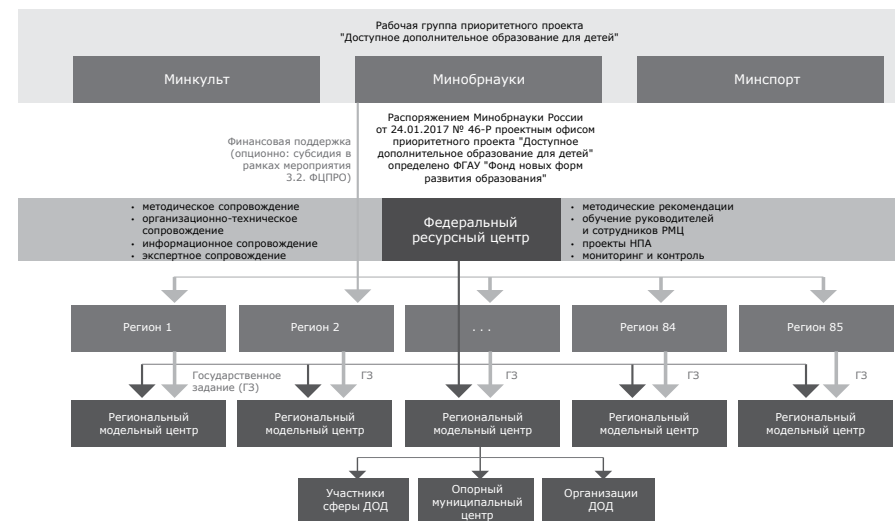 Рабочая группа приоритетного проекта
"Доступное дополнительное образование для детей"
Минкульт
Минобрнауки
Минспорт
Финансовая поддержка
(опционно: субсидия в
рамках мероприятия
3.2. ФЦПРО)
Распоряжением Минобрнауки России
от 24.01.2017 № 46-Р проектным офисом
приоритетного проекта "Доступное
дополнительное образование для детей"
определено ФГАУ "Фонд новых форм
развития образования"
• методическое сопровождение
• организационно-техническое
сопровождение
• информационное сопровождение
• экспертное сопровождение
Федеральный
ресурсный центр
• методические рекомендации
• обучение руководителей
и сотрудников РМЦ
• проекты НПА
• мониторинг и контроль
Регион 1
Регион 2
. . .
Регион 84
Регион 85
Государственное
задание (ГЗ)
ГЗ
ГЗ
ГЗ
ГЗ
Региональный
модельный центр
Региональный
модельный центр
Региональный
модельный центр
Региональный
модельный центр
Региональный
модельный центр
Участники
сферы ДОД
Опорный
муниципальный
центр
Организации
ДОД